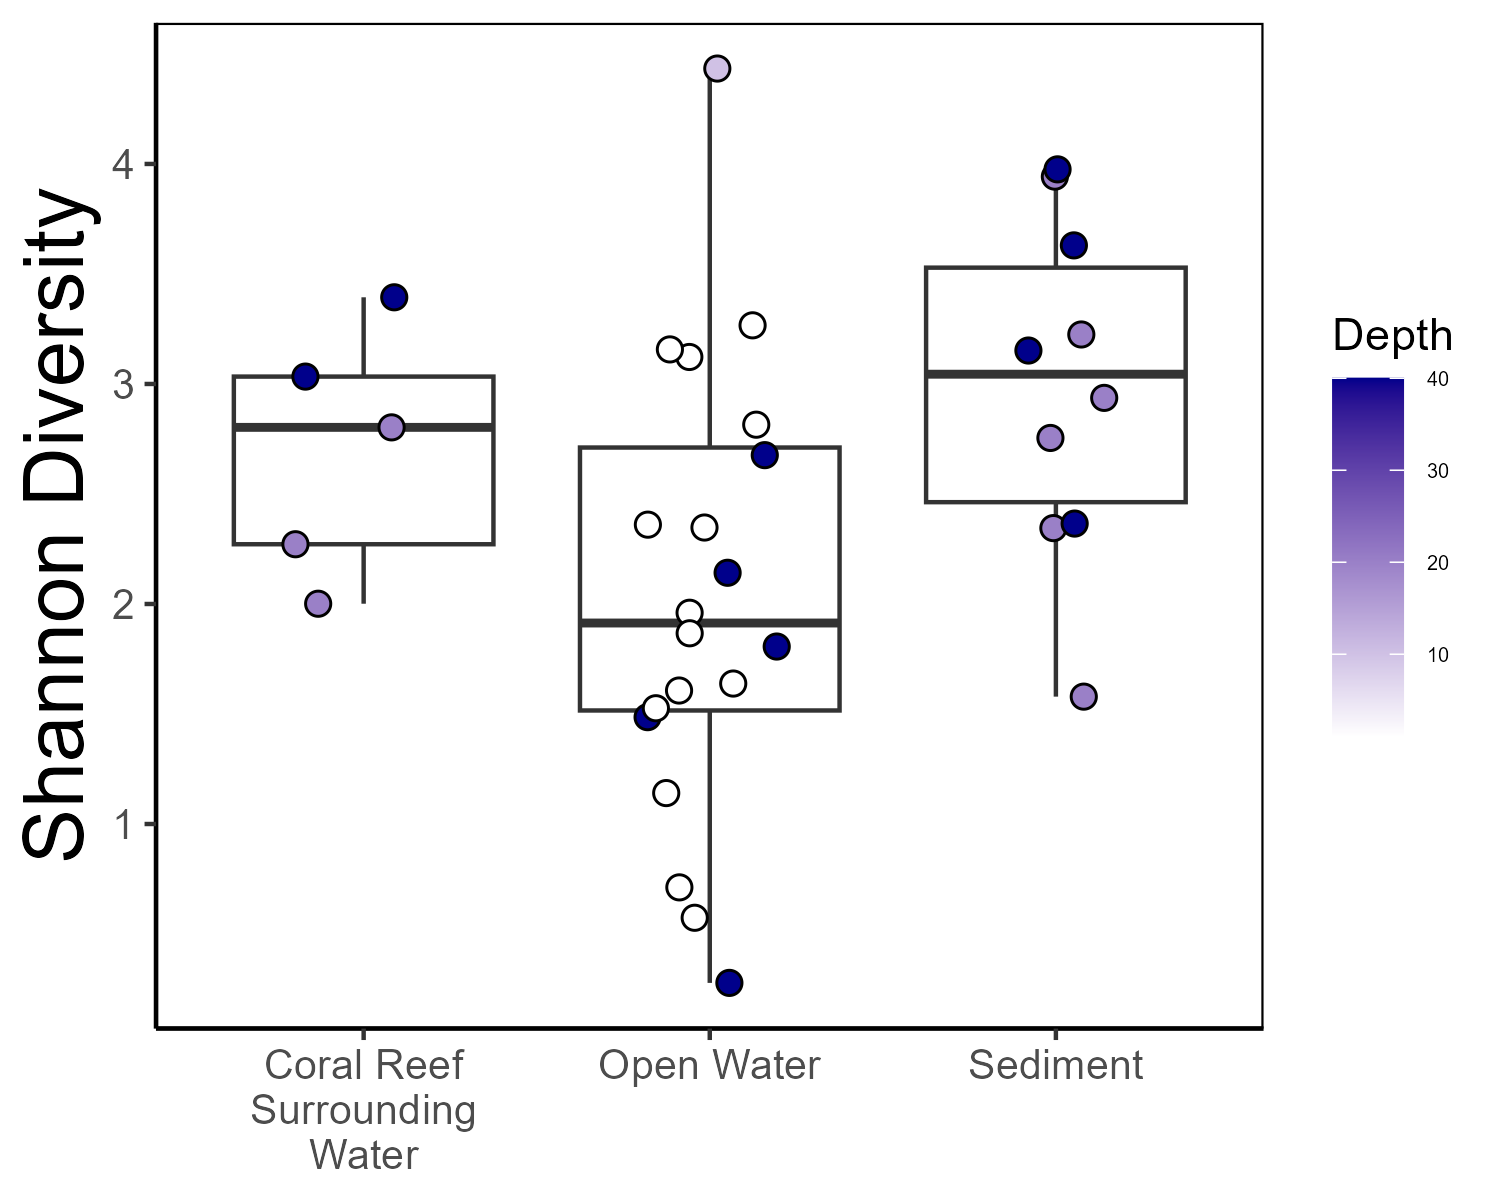 Shannon Diversity
4
3
2
1
Coral Reef
Surrounding
Water
Open Water
Sediment
Depth
40
30
20
10